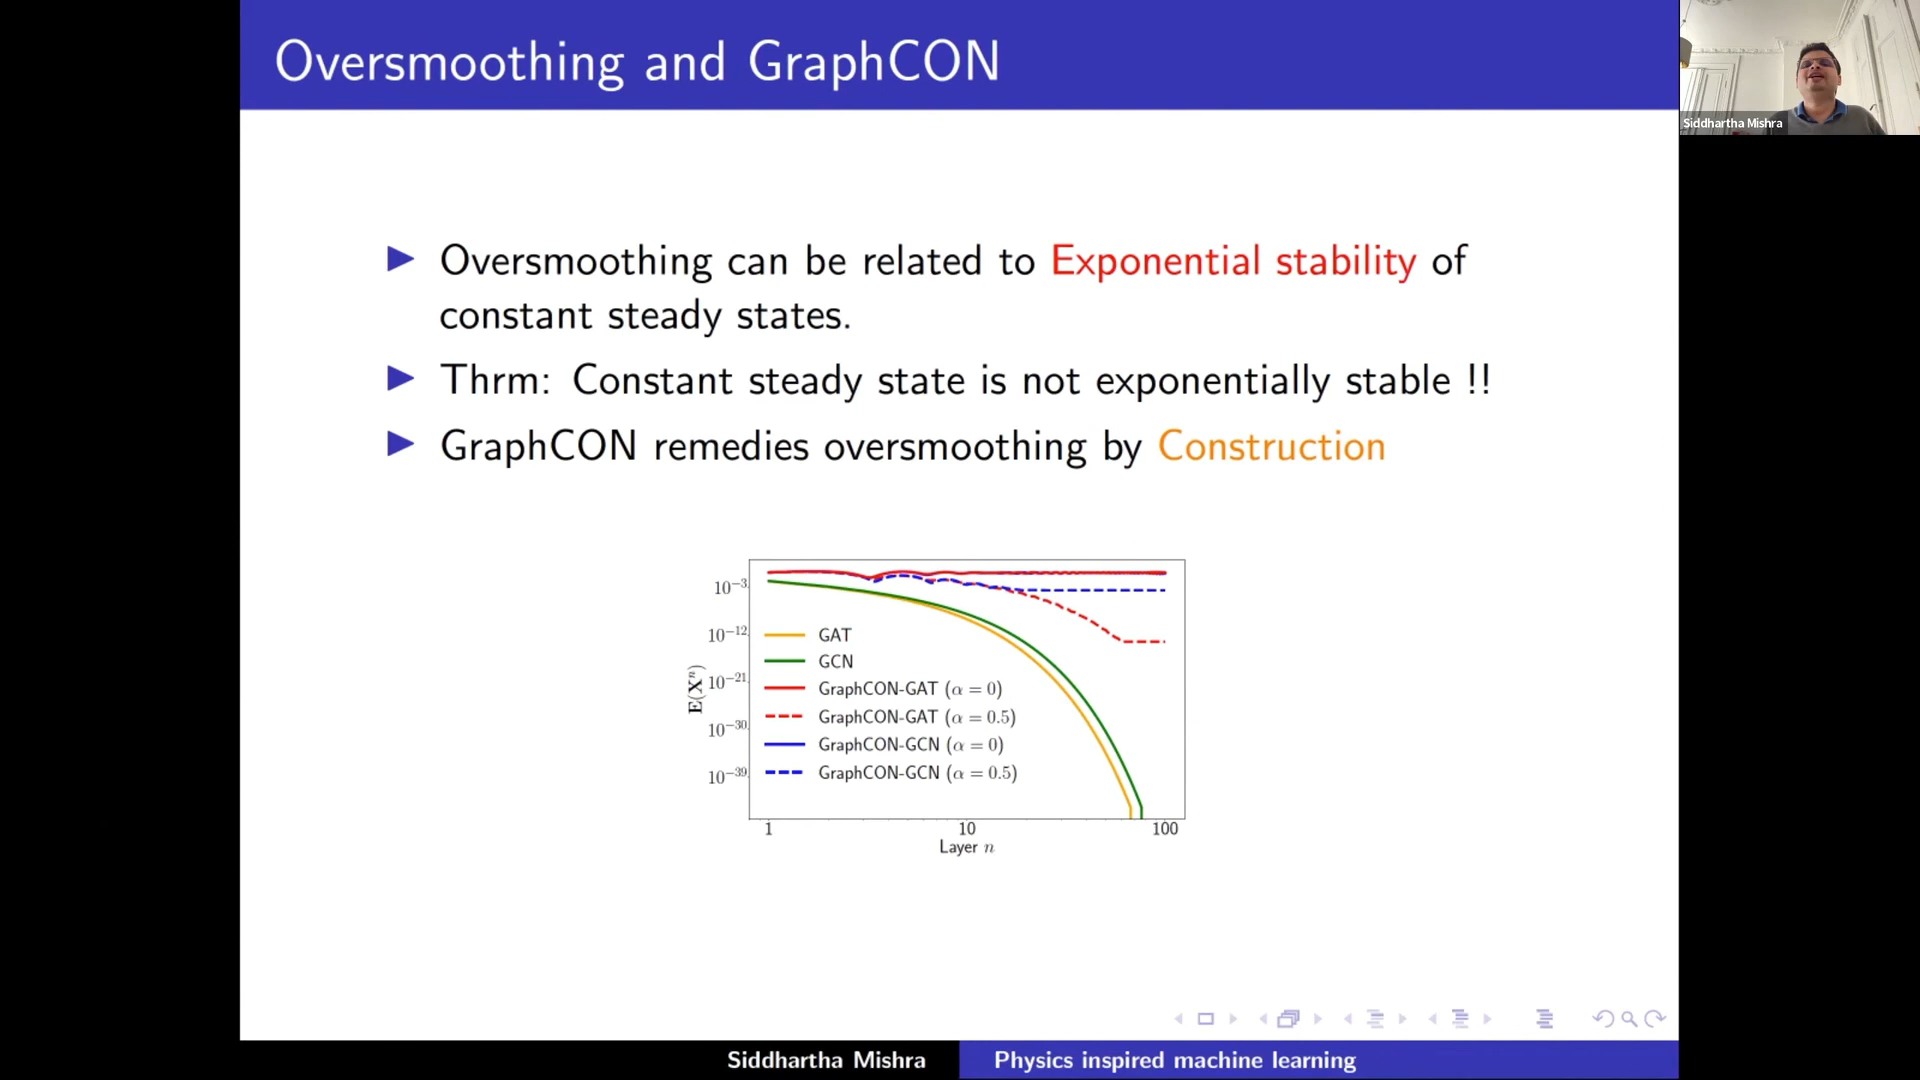 Oversmoothing and GraphCON
Siddhartha Mishra
Oversmoothing can be related to Exponential stability of
constant steady states.
Thrm: Constant steady state is not exponentially stable !!
GraphCON remedies oversmoothing by Construction
10⁻³
10⁻¹²
10⁻²¹
10⁻³⁰
10⁻³⁹
E(Xⁿ)
GAT
GCN
GraphCON-GAT (α = 0)
GraphCON-GAT (α = 0.5)
GraphCON-GCN (α = 0)
GraphCON-GCN (α = 0.5)
1 10 100
Layer n
Siddhartha Mishra Physics inspired machine learning